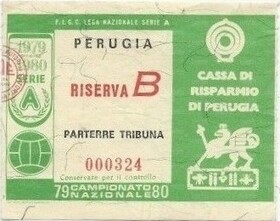 F.I.G.C. LEGA NAZIONALE SERIE A
1979
1980
SERIE
A
PERUGIA
RISERVA B
PARTERRE TRIBUNA
000324
Conservare per il controllo
79 CAMPIONATO 80
NAZIONALE
CASSA DI
RISPARMIO
DI PERUGIA